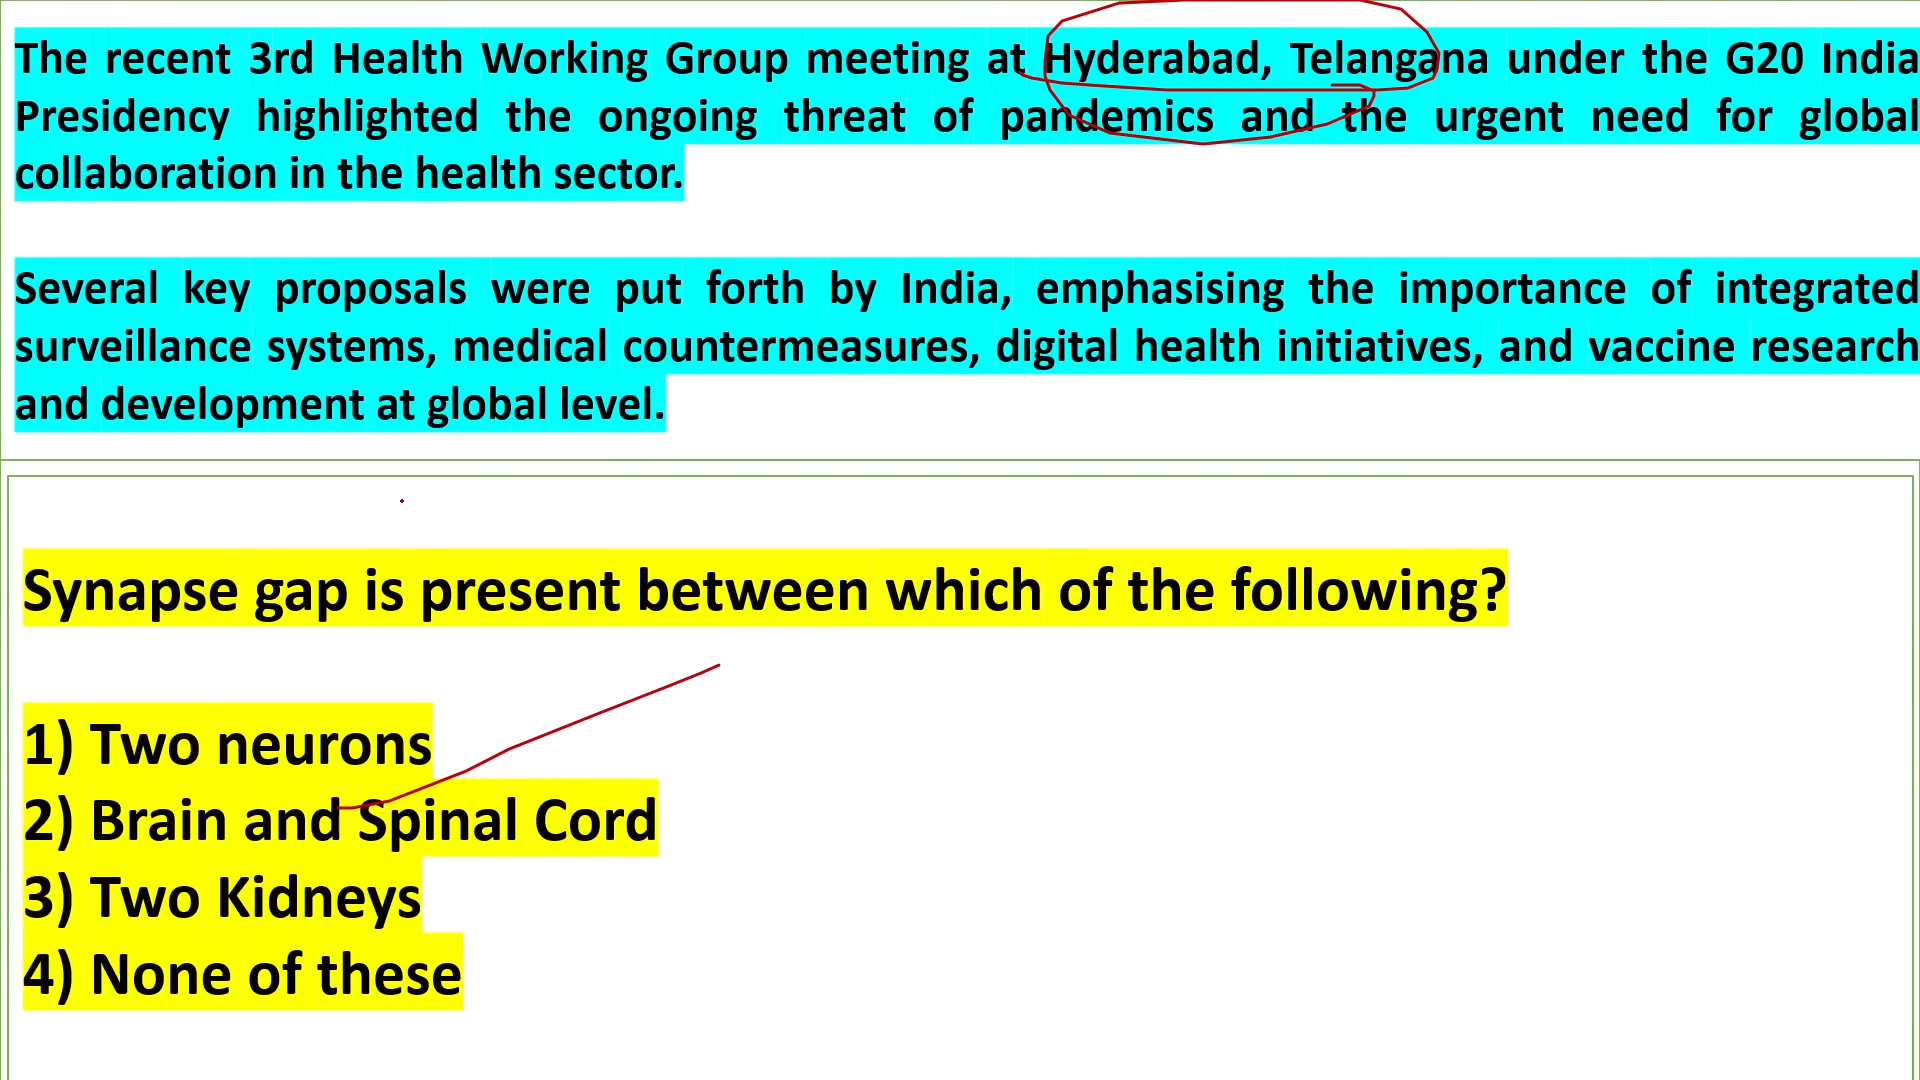 The recent 3rd Health Working Group meeting at Hyderabad, Telangana under the G20 India
Presidency highlighted the ongoing threat of pandemics and the urgent need for global
collaboration in the health sector.
Several key proposals were put forth by India, emphasising the importance of integrated
surveillance systems, medical countermeasures, digital health initiatives, and vaccine research
and development at global level.
Synapse gap is present between which of the following?
1) Two neurons
2) Brain and Spinal Cord
3) Two Kidneys
4) None of these